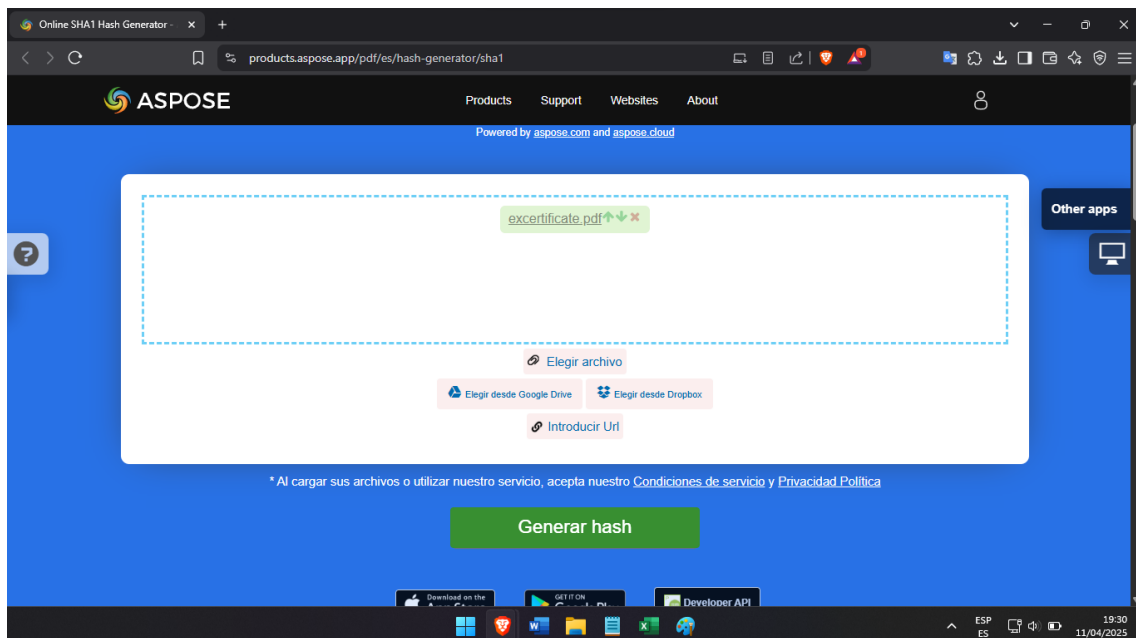 Online SHA1 Hash Generator -
products.aspose.app/pdf/es/hash-generator/sha1
1
ASPOSE
Products Support Websites About
Powered by aspose.com and aspose.cloud
excertificate.pdf
Other apps
?
Elegir archivo
Elegir desde Google Drive Elegir desde Dropbox
Introducir Url
* Al cargar sus archivos o utilizar nuestro servicio, acepta nuestro Condiciones de servicio y Privacidad Política
Generar hash
Download on the
GET IT ON
Developer API
ESP
ES
19:30
11/04/2025